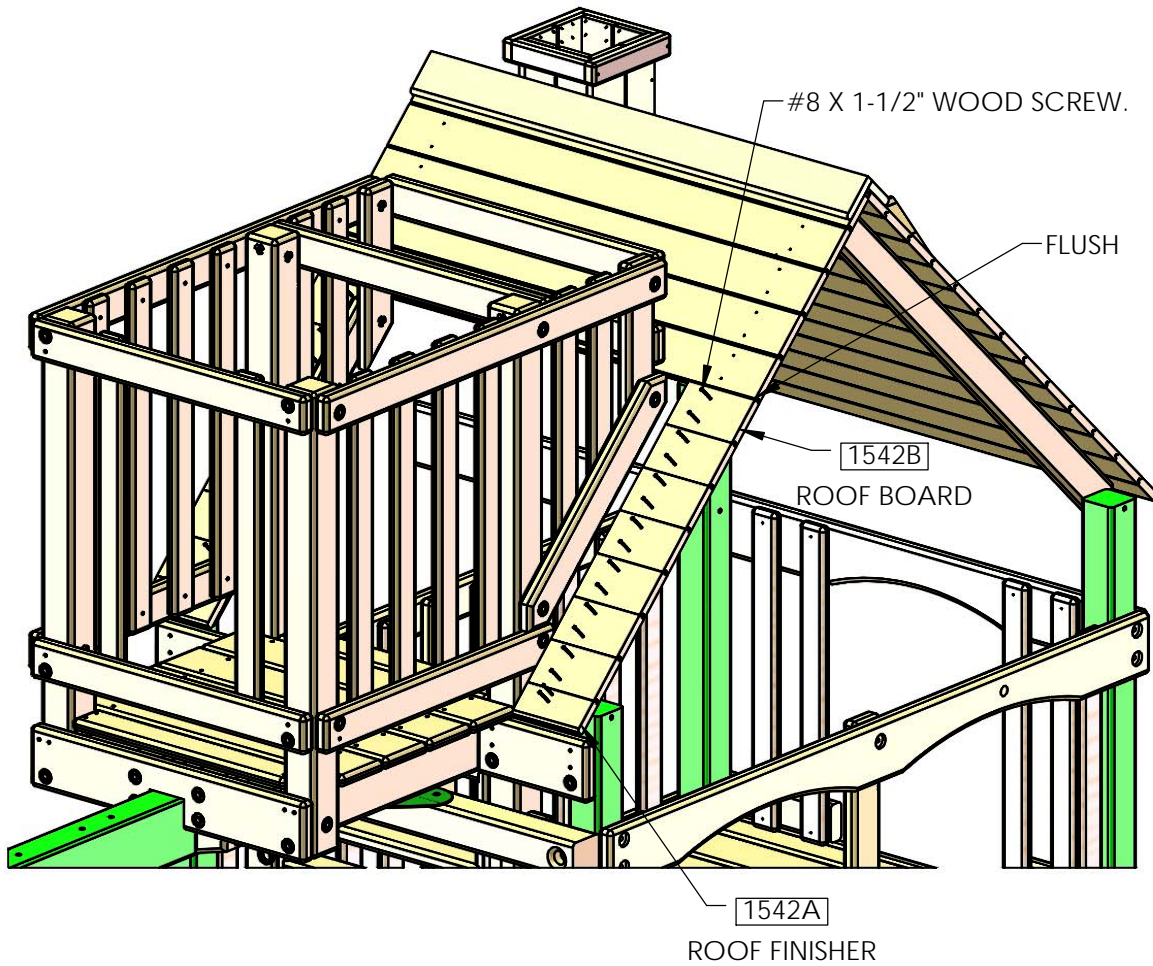 #8 X 1-1/2" WOOD SCREW.
FLUSH
1542B
ROOF BOARD
1542A
ROOF FINISHER